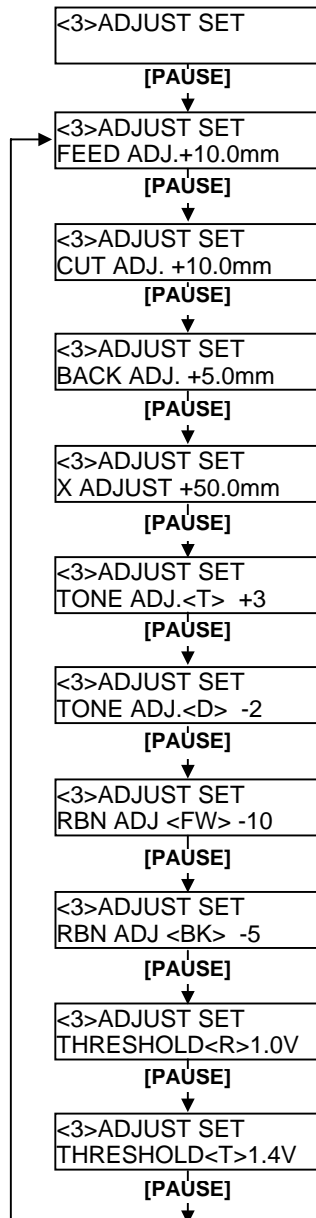 <3>ADJUST SET
[PAUSE]
<3>ADJUST SET
FEED ADJ.+10.0mm
[PAUSE]
<3>ADJUST SET
CUT ADJ. +10.0mm
[PAUSE]
<3>ADJUST SET
BACK ADJ. +5.0mm
[PAUSE]
<3>ADJUST SET
X ADJUST +50.0mm
[PAUSE]
<3>ADJUST SET
TONE ADJ.<T> +3
[PAUSE]
<3>ADJUST SET
TONE ADJ.<D> -2
[PAUSE]
<3>ADJUST SET
RBN ADJ <FW> -10
[PAUSE]
<3>ADJUST SET
RBN ADJ <BK> -5
[PAUSE]
<3>ADJUST SET
THRESHOLD<R>1.0V
[PAUSE]
<3>ADJUST SET
THRESHOLD<T>1.4V
[PAUSE]